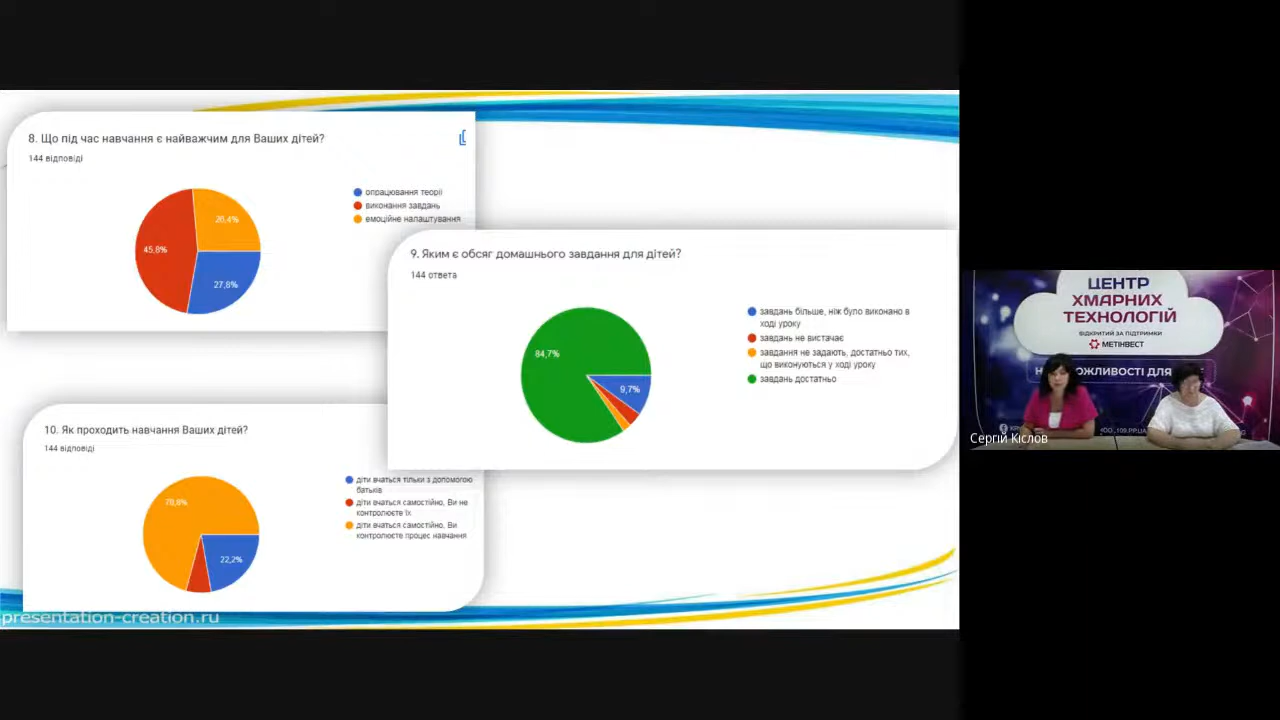 8. Що під час навчання є найважчим для Ваших дітей?
144 відповіді
опрацювання теорії
виконання завдань
емоційне налаштування
26,4%
45,8%
27,8%
9. Яким є обсяг домашнього завдання для дітей?
144 ответа
завдань більше, ніж було виконано в
ході уроку
завдань не вистачає
завдання не задають, достатньо тих,
що виконуються у ході уроку
завдань достатньо
84,7%
9,7%
10. Як проходить навчання Ваших дітей?
144 відповіді
діти вчаться тільки з допомогою
батьків
діти вчаться самостійно, Ви не
контролюєте їх
діти вчаться самостійно, Ви
контролюєте процес навчання
22,2%
presentation-creation.ru
ЦЕНТР
ХМАРНИХ
ТЕХНОЛОГІЙ
ВІДКРИТИЙ ЗА ПІДТРИМКИ
МЕТІНВЕСТ
ДЛЯ
Сергій Кіслов